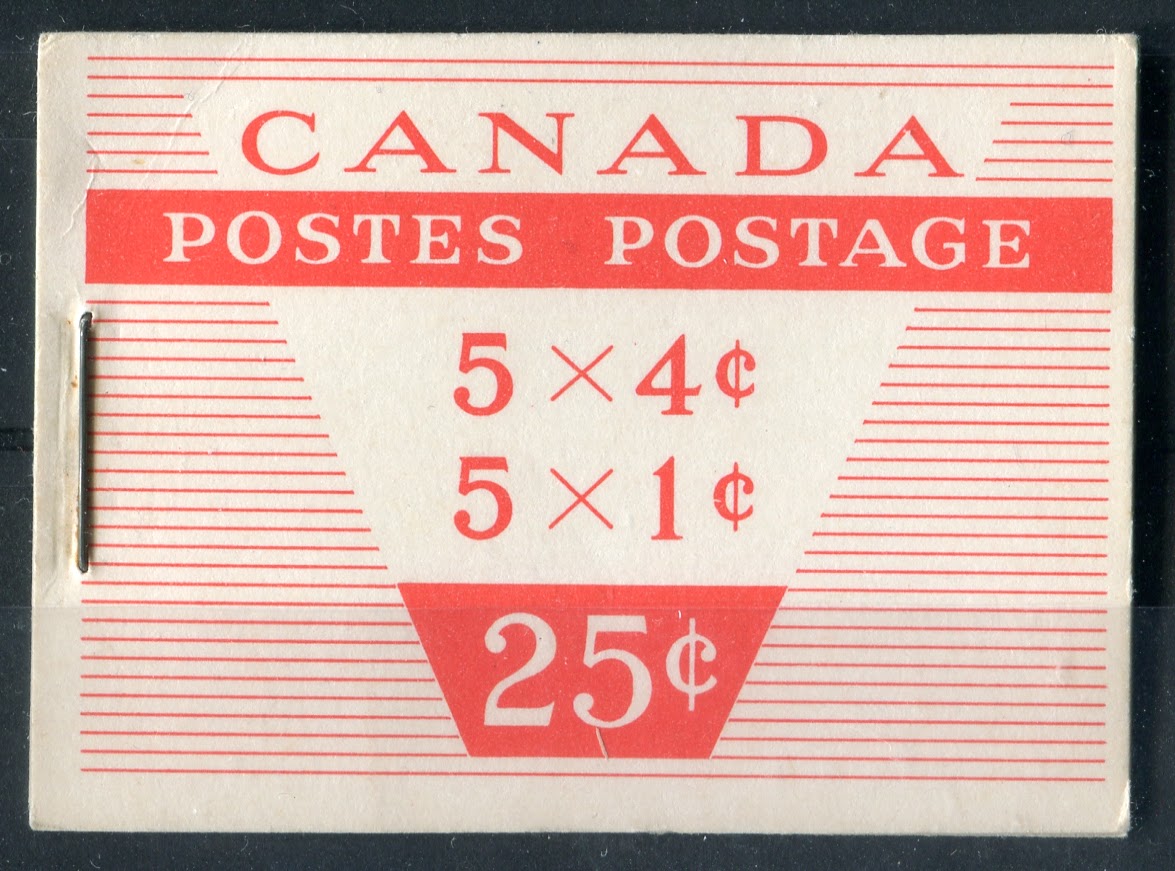 CANADA
POSTES POSTAGE
5 × 4¢
5 × 1¢
25¢